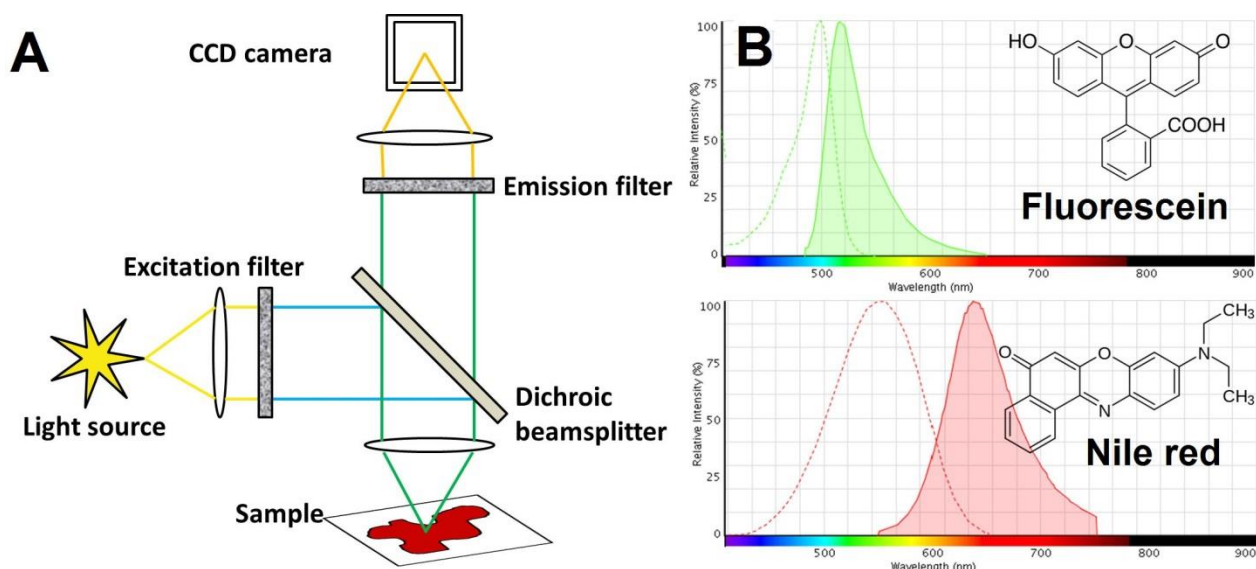 A
CCD camera
Emission filter
Excitation filter
Light source
Dichroic
beamsplitter
Sample
B
Relative Intensity (%)
100
75
50
25
0
HO
O
O
COOH
Fluorescein
500
600
700
800
900
Wavelength (nm)
Relative Intensity (%)
100
75
50
25
0
O
O
N
N
CH₃
CH₃
Nile red
500
600
700
800
900
Wavelength (nm)